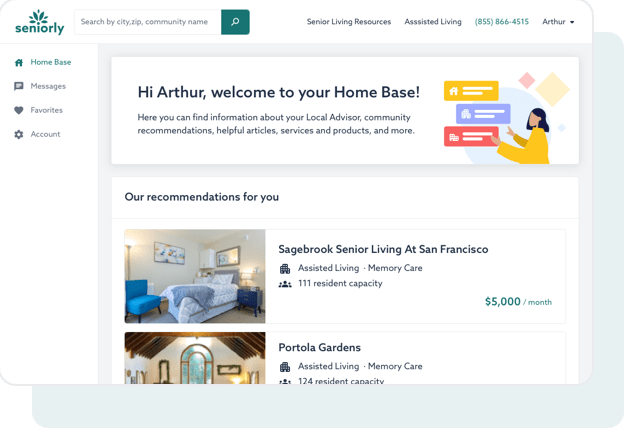 seniorly
Search by city,zip, community name
Senior Living Resources
Asssisted Living
(855) 866-4515
Arthur
Home Base
Messages
Favorites
Account
Hi Arthur, welcome to your Home Base!
Here you can find information about your Local Advisor, community
recommendations, helpful articles, services and products, and more.
Our recommendations for you
Sagebrook Senior Living At San Francisco
Assisted Living · Memory Care
111 resident capacity
$5,000 / month
Portola Gardens
Assisted Living · Memory Care
124 resident capacity